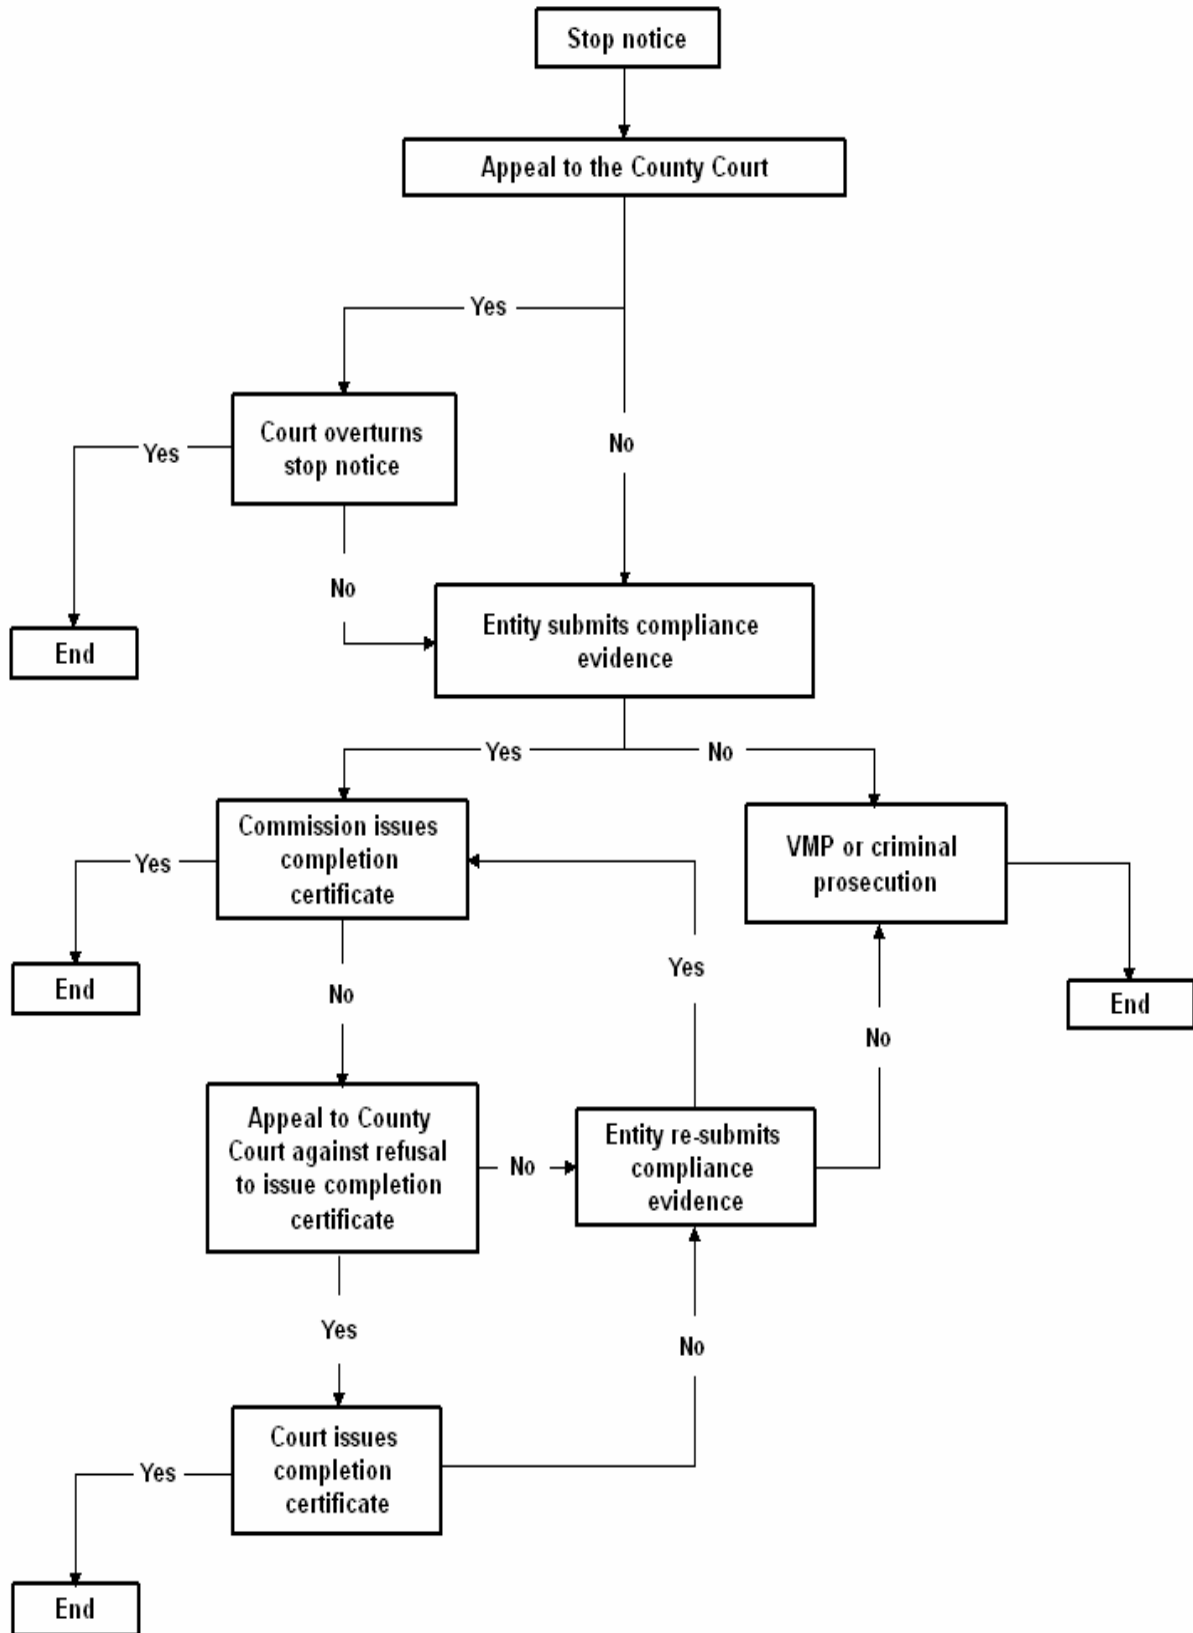 Stop notice
Appeal to the County Court
Yes
Court overturns
stop notice
Yes
No
No
End
Entity submits compliance
evidence
Yes
No
Commission issues
completion
certificate
VMP or criminal
prosecution
Yes
End
No
Yes
End
No
Appeal to County
Court against refusal
to issue completion
certificate
No
Entity re-submits
compliance
evidence
Yes
No
Court issues
completion
certificate
Yes
End